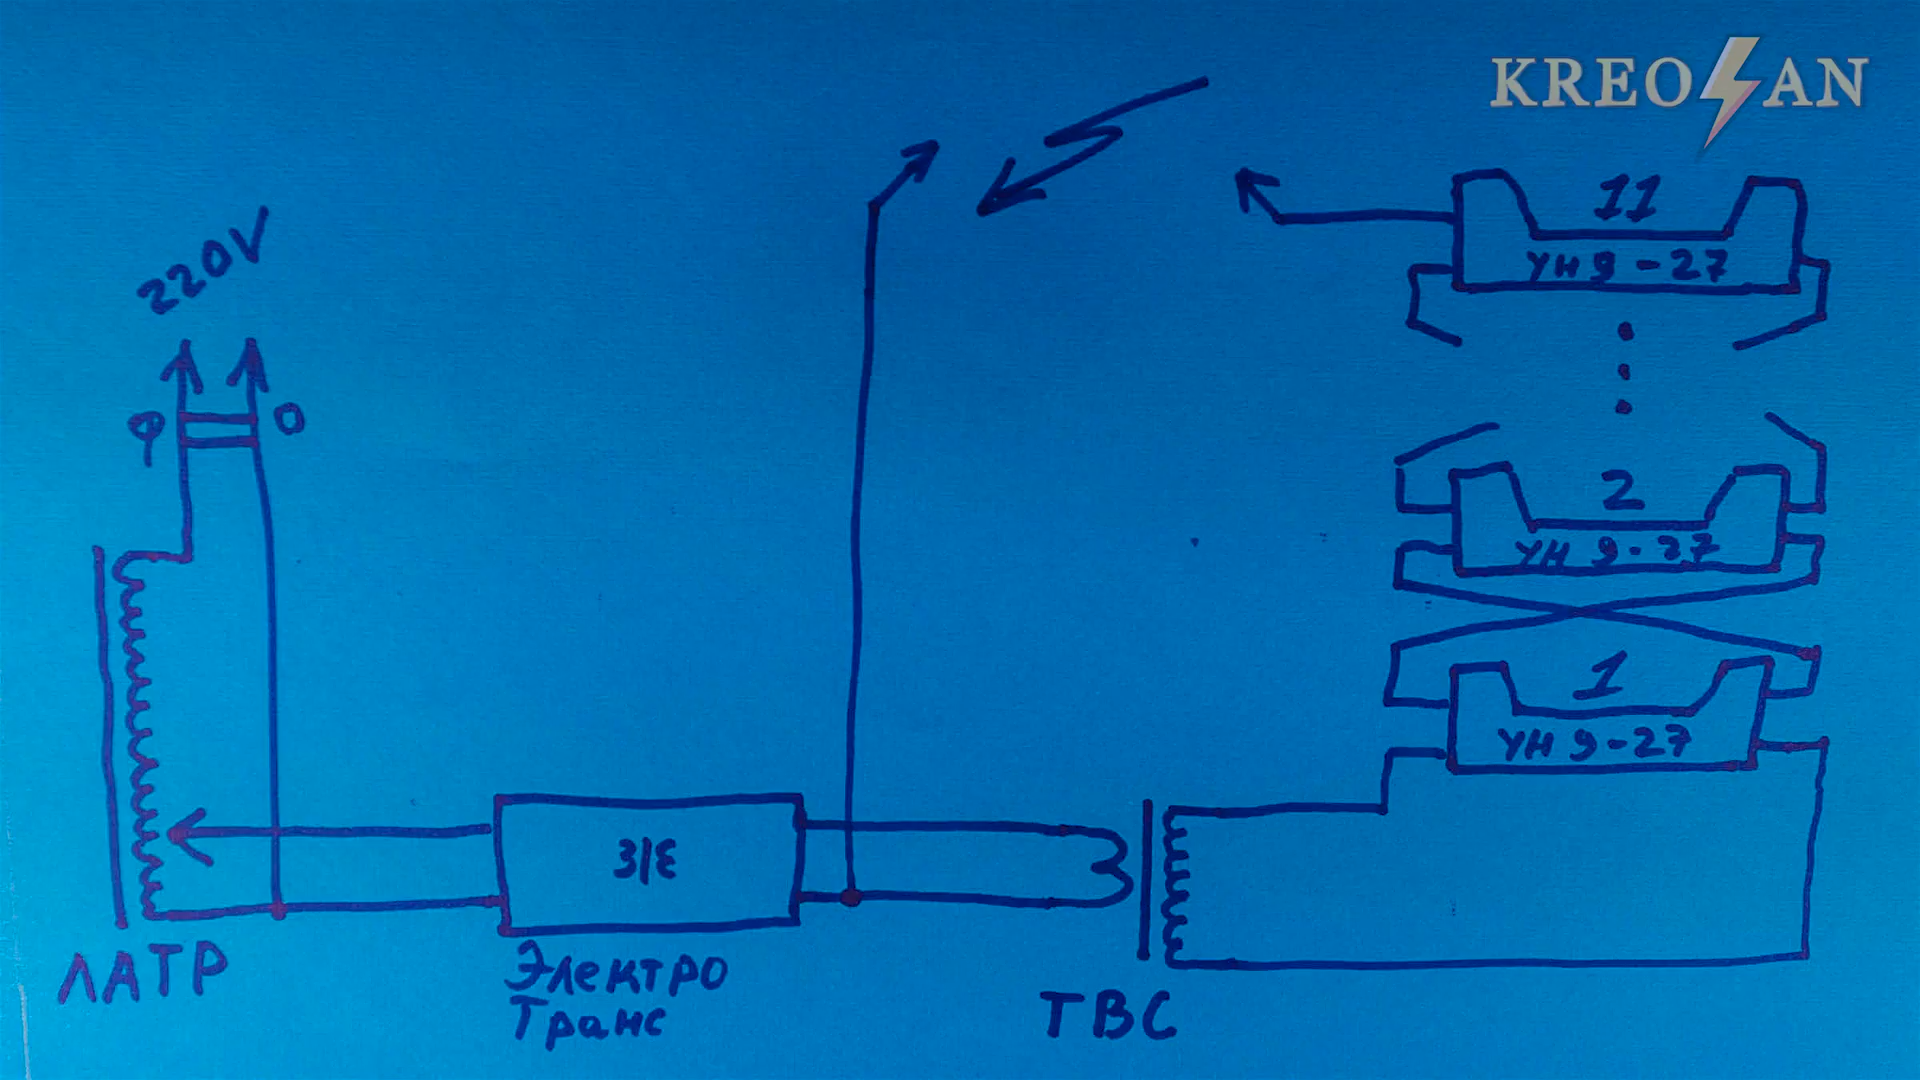 KREOSAN
220V
ф 0
11
УН 9-27
2
УН 9-27
1
УН 9-27
Э/Е
ЛАТР
Электро
Транс
ТВС